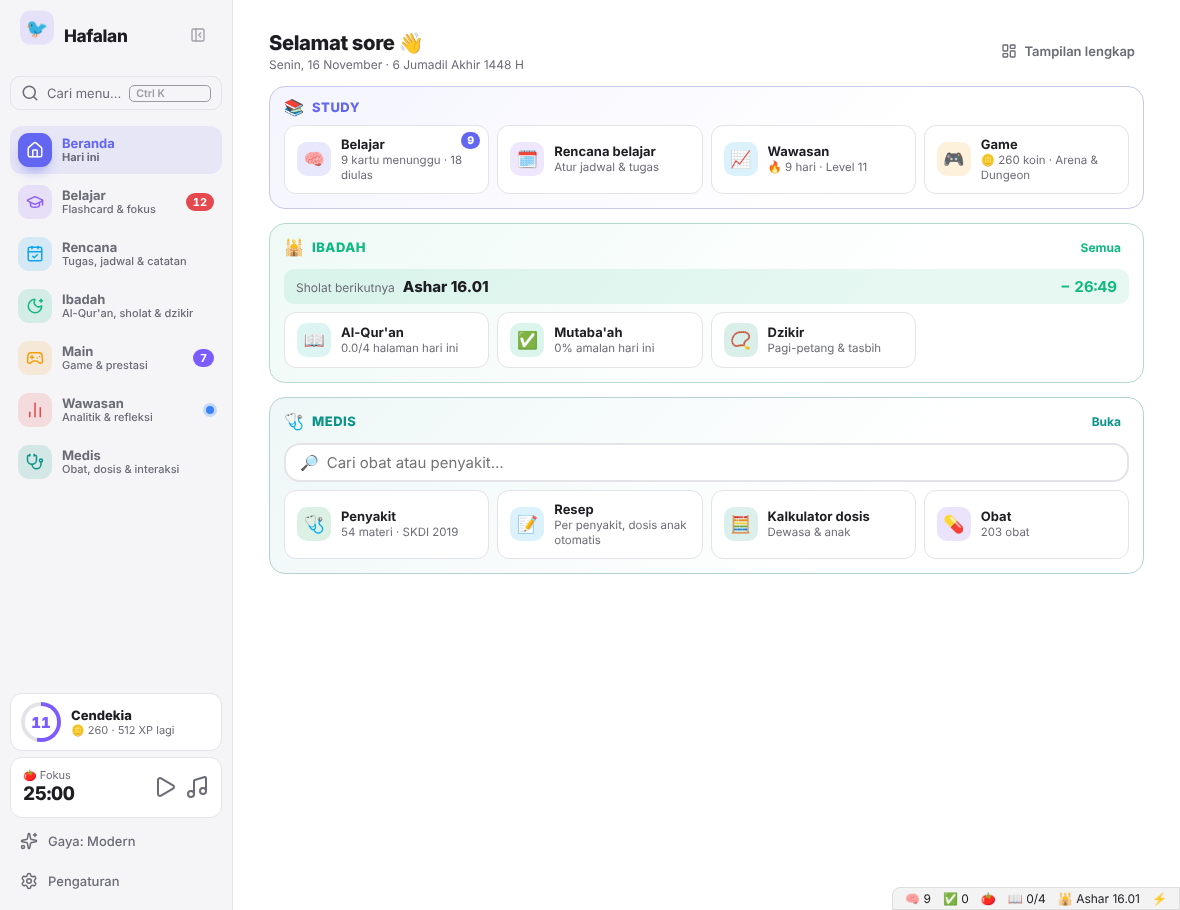 Hafalan
Cari menu... Ctrl K
Beranda
Hari ini
Belajar
Flashcard & fokus
12
Rencana
Tugas, jadwal & catatan
Ibadah
Al-Qur'an, sholat & dzikir
Main
Game & prestasi
7
Wawasan
Analitik & refleksi
Medis
Obat, dosis & interaksi
11
Cendekia
260 · 512 XP lagi
Fokus
25:00
Gaya: Modern
Pengaturan
Selamat sore
Senin, 16 November · 6 Jumadil Akhir 1448 H
Tampilan lengkap
STUDY
Belajar
9 kartu menunggu · 18
diulas
9
Rencana belajar
Atur jadwal & tugas
Wawasan
9 hari · Level 11
Game
260 koin · Arena &
Dungeon
IBADAH
Semua
Sholat berikutnya Ashar 16.01
− 26:49
Al-Qur'an
0.0/4 halaman hari ini
Mutaba'ah
0% amalan hari ini
Dzikir
Pagi-petang & tasbih
MEDIS
Buka
Cari obat atau penyakit...
Penyakit
54 materi · SKDI 2019
Resep
Per penyakit, dosis anak
otomatis
Kalkulator dosis
Dewasa & anak
Obat
203 obat
9 0 0/4 Ashar 16.01